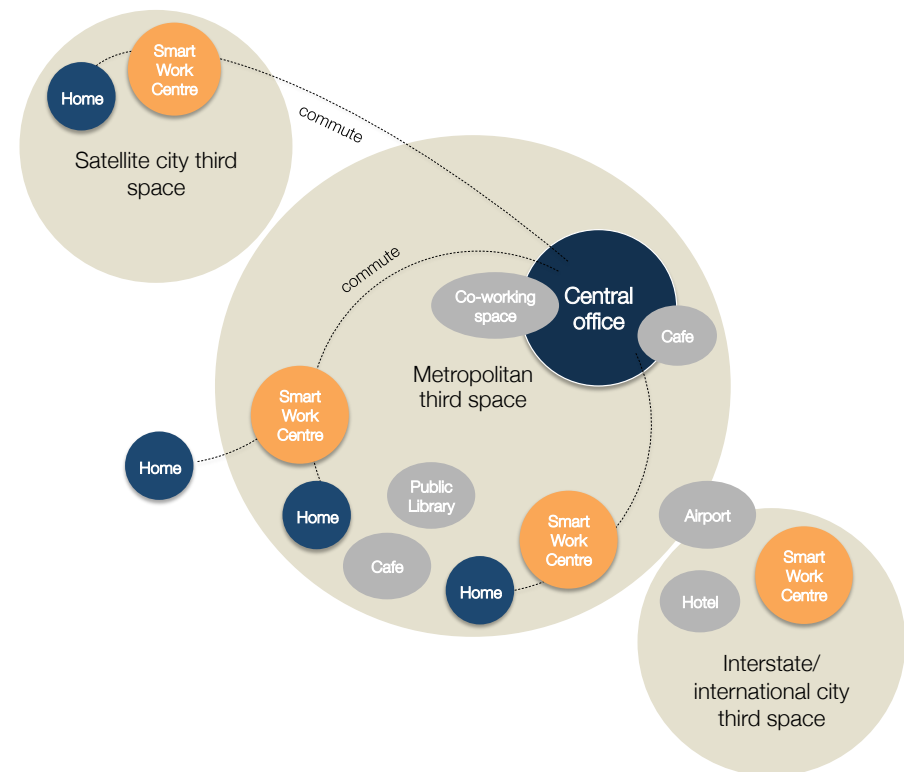 Smart
Work
Centre
Home
Satellite city third
space
commute
commute
Co-working
space
Central
office
Cafe
Metropolitan
third space
Smart
Work
Centre
Home
Home
Public
Library
Cafe
Home
Smart
Work
Centre
Airport
Hotel
Smart
Work
Centre
Interstate/
international city
third space